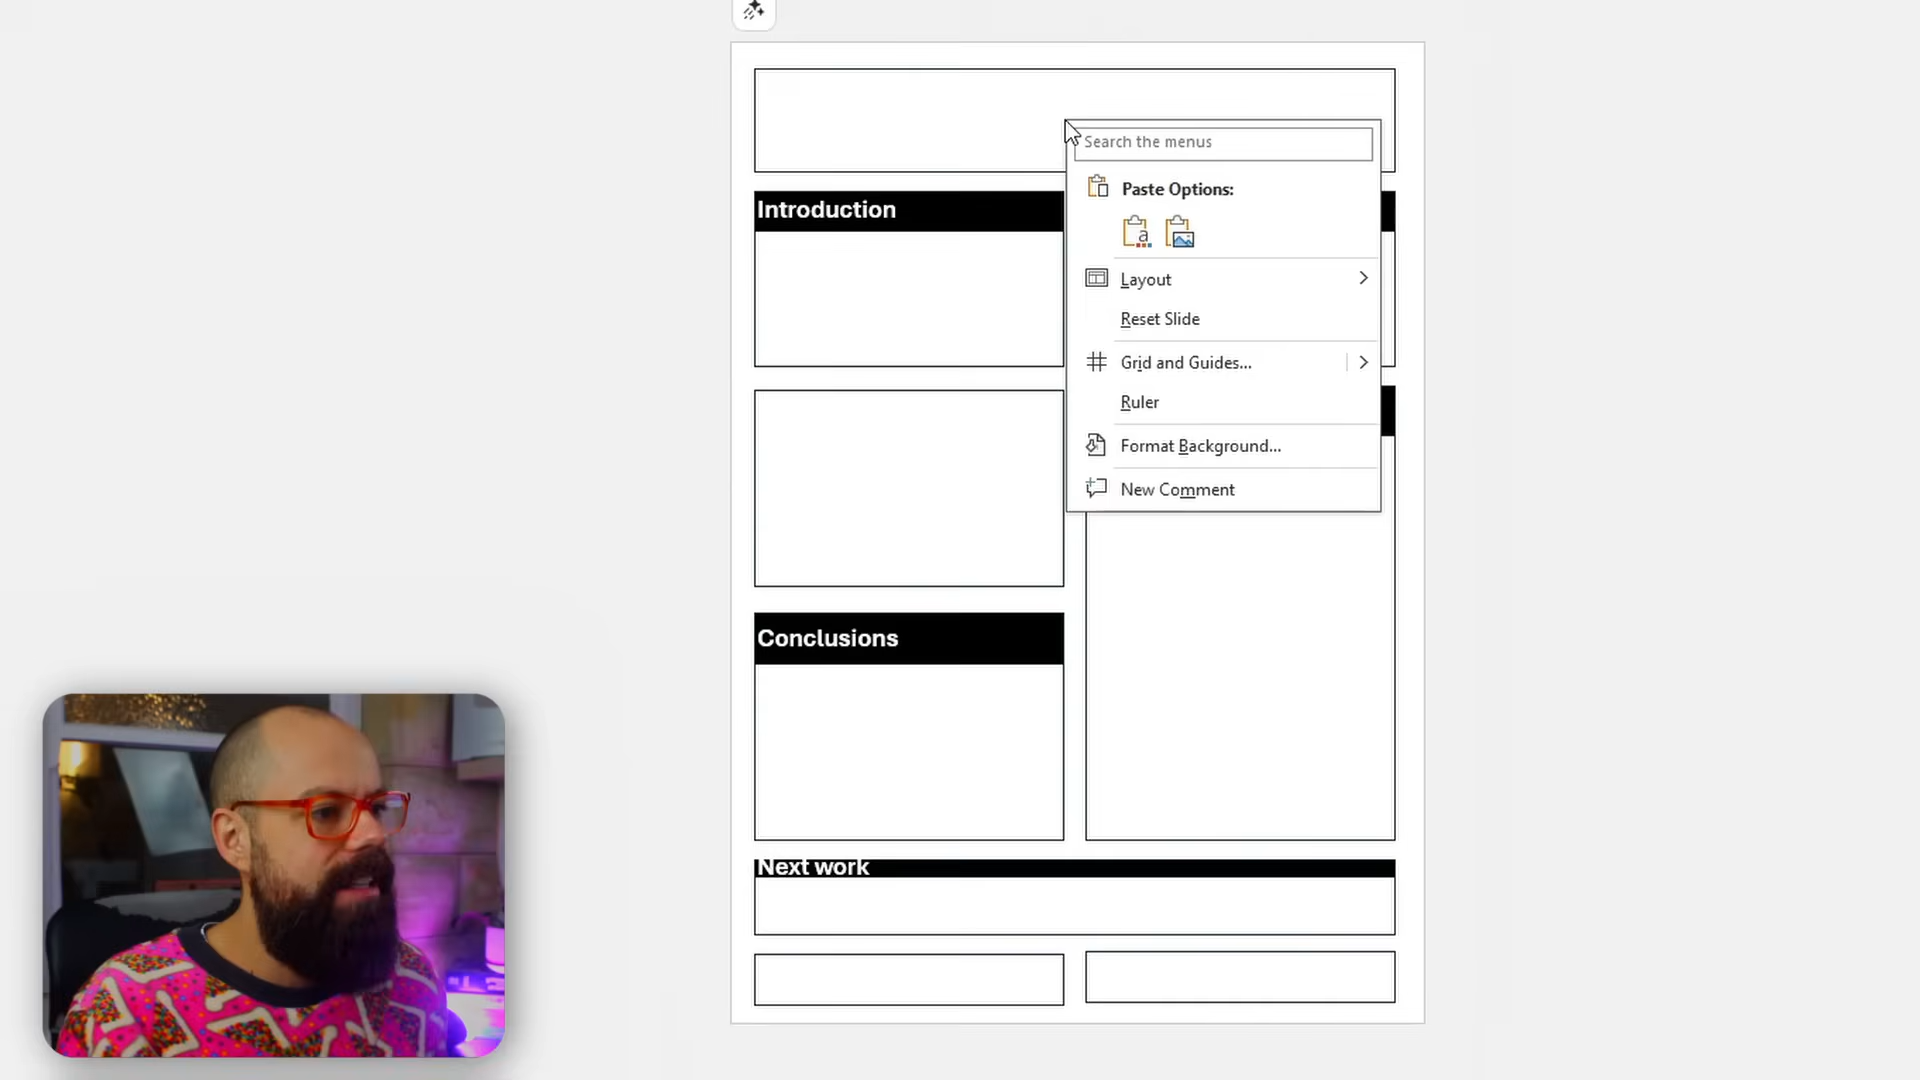 Search the menus
Paste Options:
a
Introduction
Layout
Reset Slide
Grid and Guides...
Ruler
Format Background...
New Comment
Conclusions
Next work